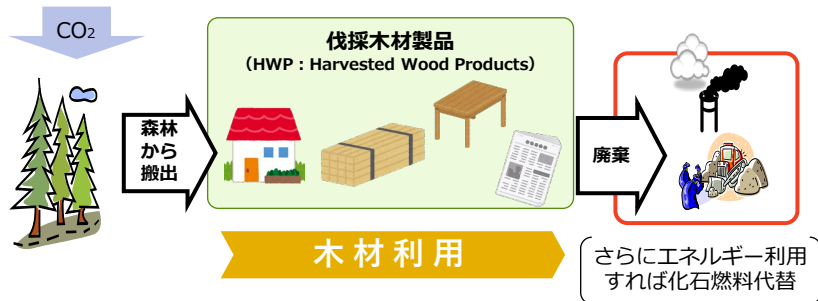 CO₂
伐採木材製品
（HWP：Harvested Wood Products）
森林
から
搬出
廃棄
木材利用
さらにエネルギー利用
すれば化石燃料代替